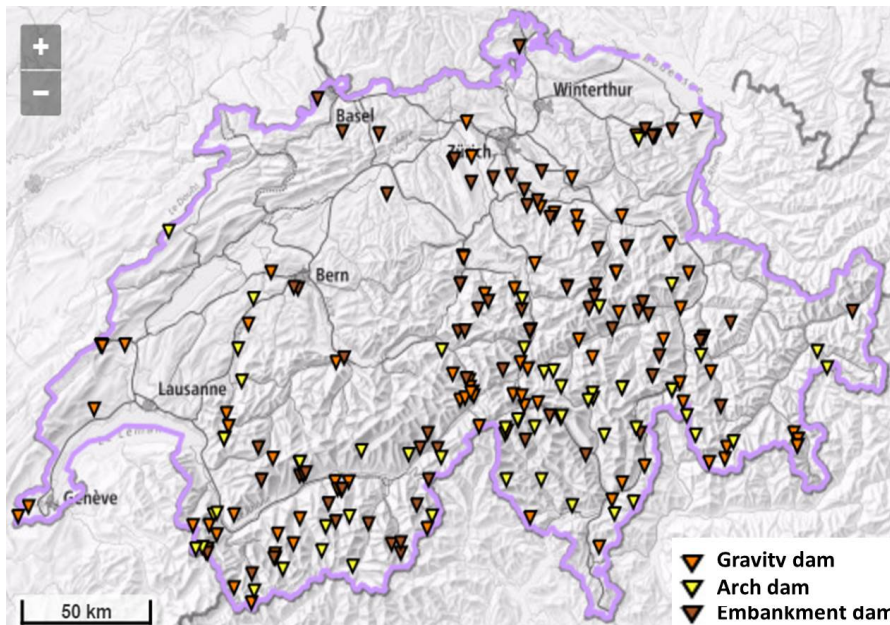 +
−
Winterthur
Basel
Zürich
Bern
Lausanne
Genève
Gravity dam
Arch dam
Embankment dam
50 km